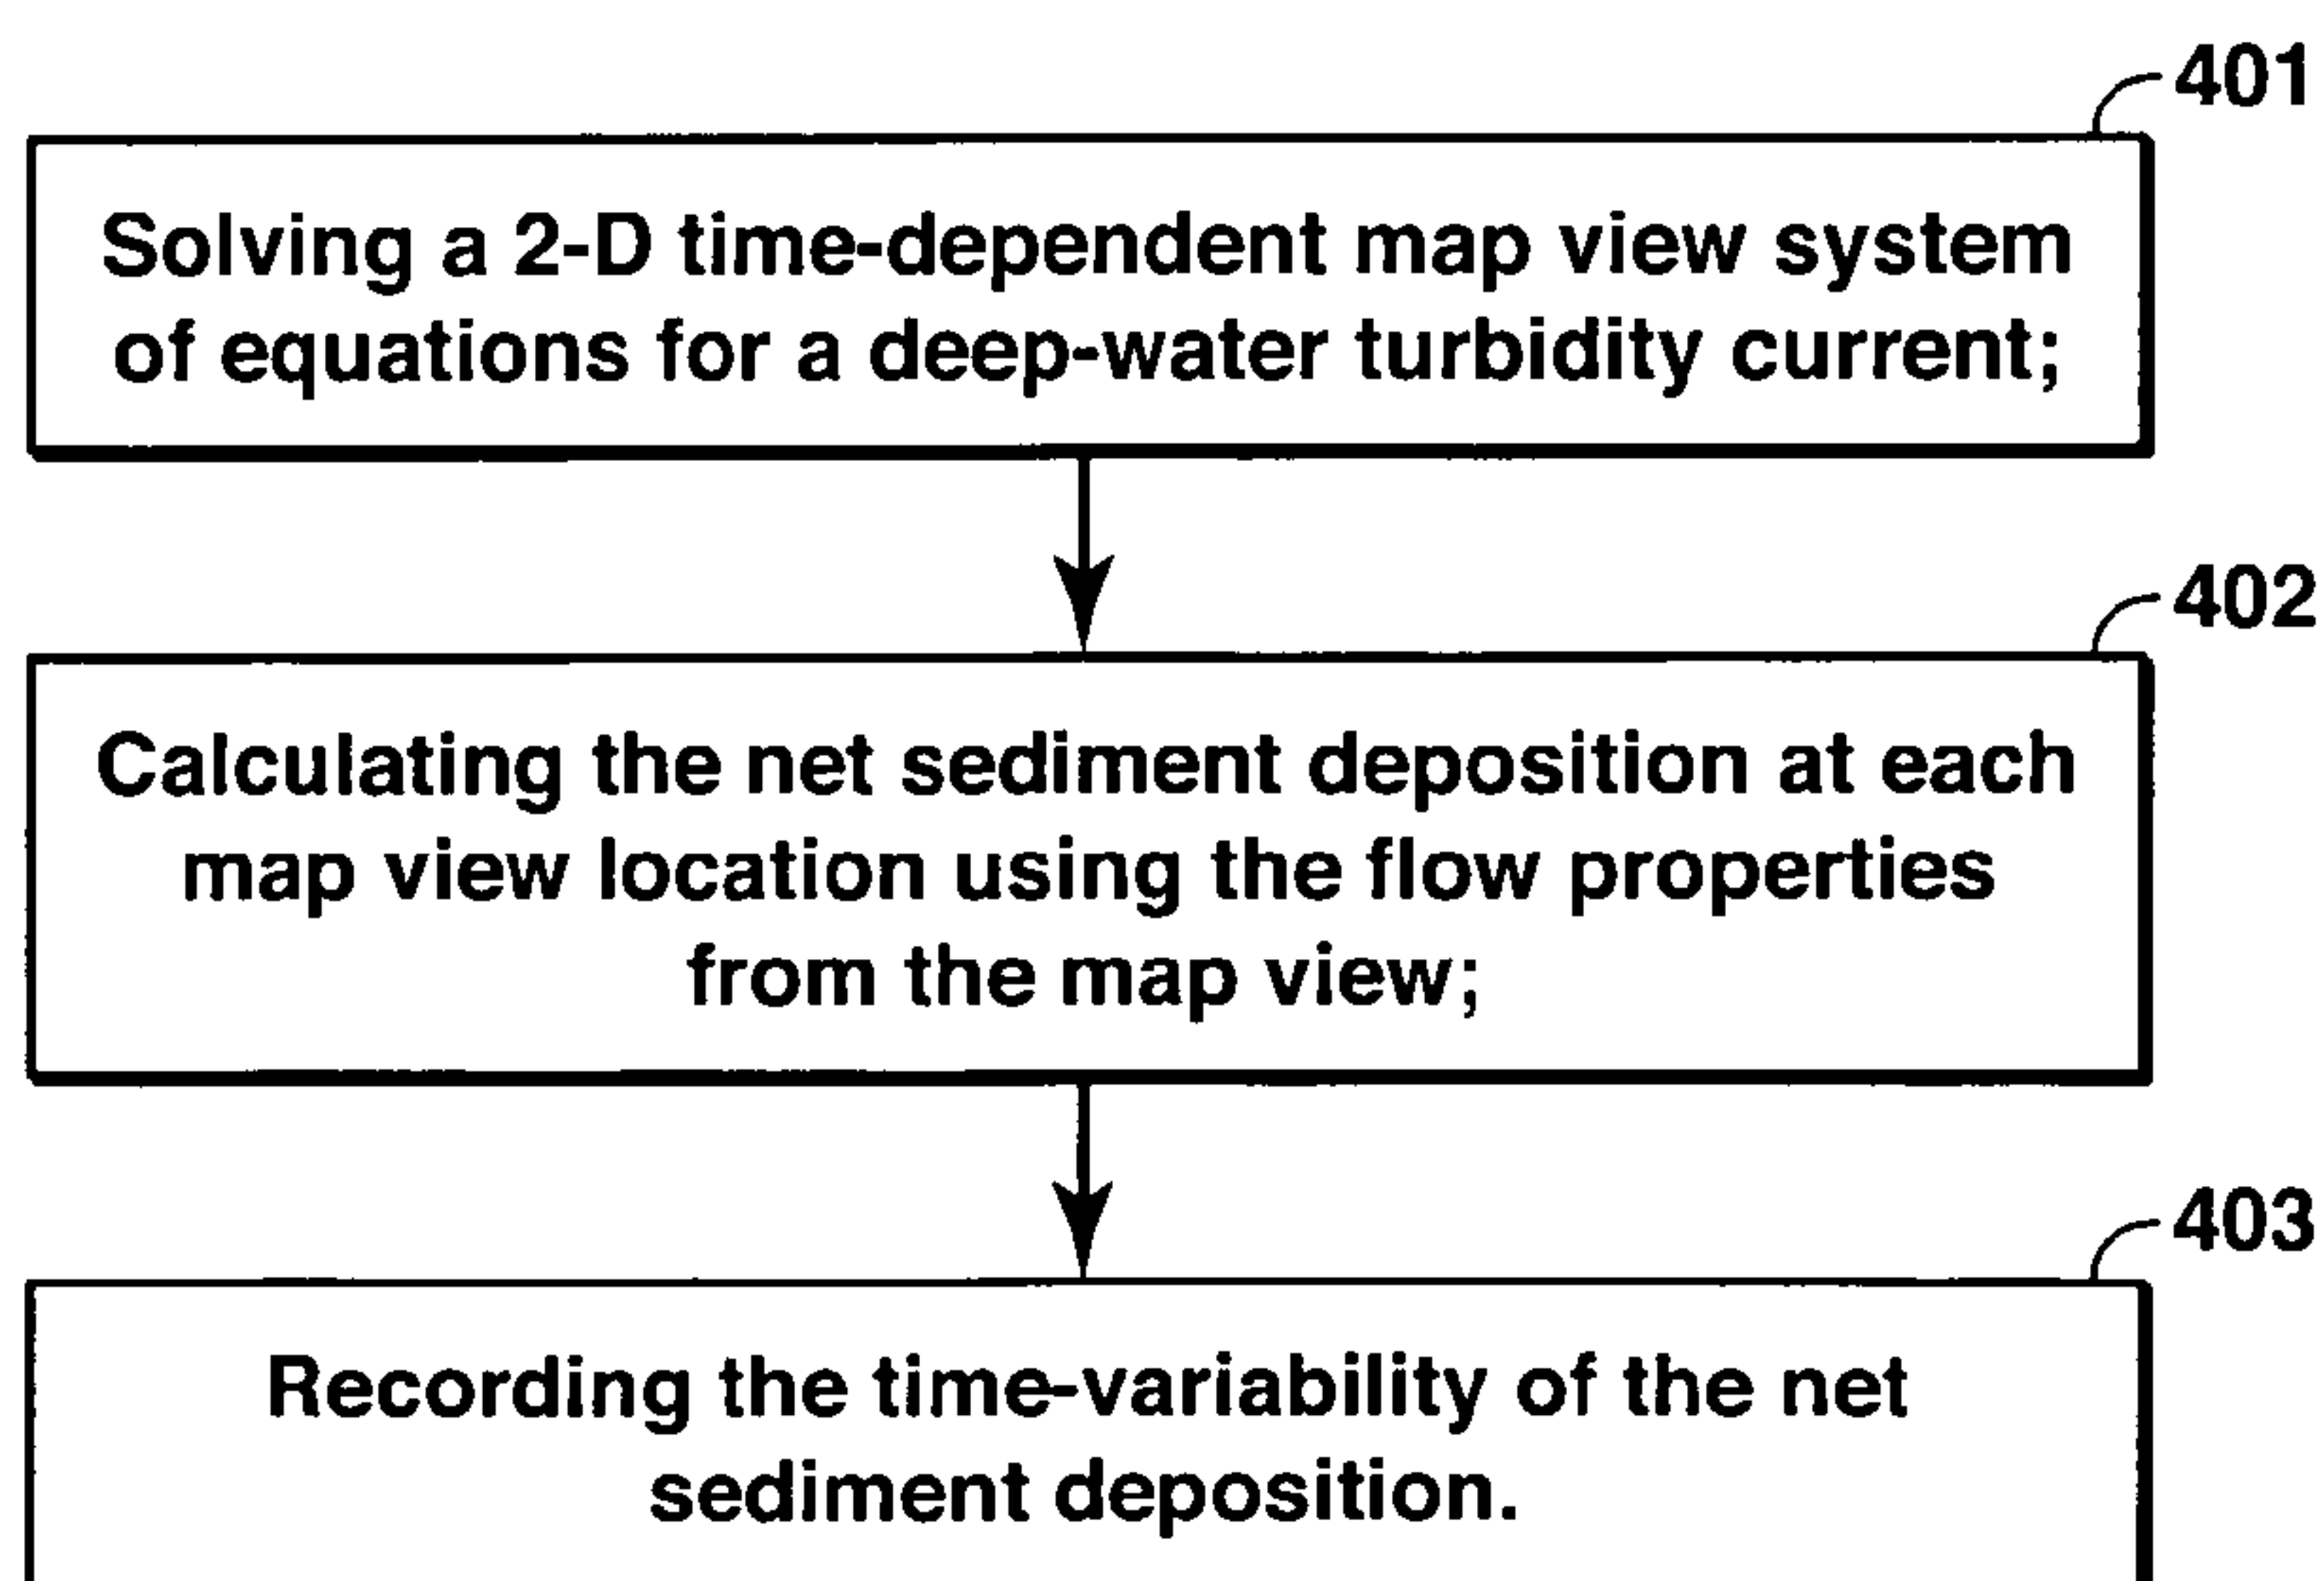 401
Solving a 2-D time-dependent map view system
of equations for a deep-water turbidity current;
402
Calculating the net sediment deposition at each
map view location using the flow properties
from the map view;
403
Recording the time-variability of the net
sediment deposition.